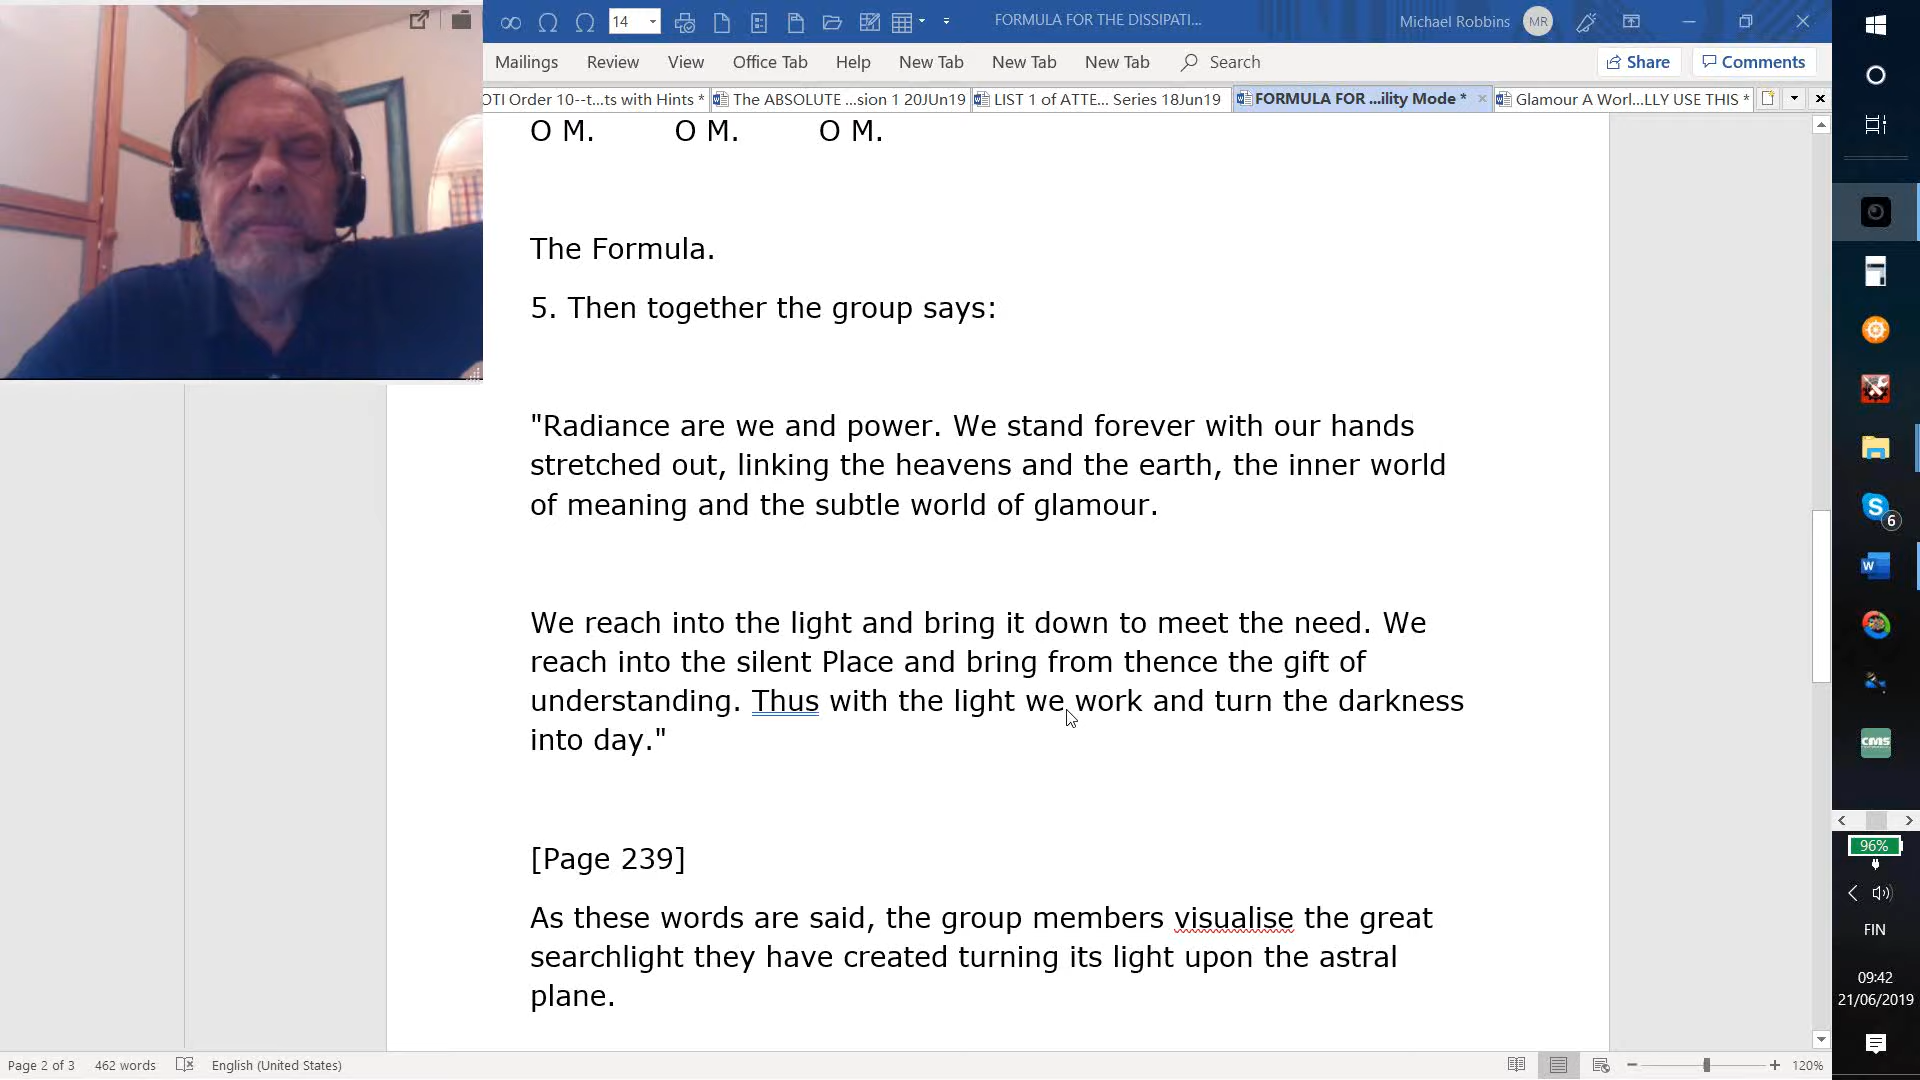 14
FORMULA FOR THE DISSIPATI...
Michael Robbins
MR
Mailings
Review
View
Office Tab
Help
New Tab
New Tab
New Tab
Search
Share
Comments
OTI Order 10--t...ts with Hints *
The ABSOLUTE ...sion 1 20JUn19
LIST 1 of ATTE... Series 18Jun19
FORMULA FOR ...ility Mode *
Glamour A Worl...LLY USE THIS *
O M. O M. O M.
The Formula.
5. Then together the group says:
"Radiance are we and power. We stand forever with our hands
stretched out, linking the heavens and the earth, the inner world
of meaning and the subtle world of glamour.
We reach into the light and bring it down to meet the need. We
reach into the silent Place and bring from thence the gift of
understanding. Thus with the light we work and turn the darkness
into day."
[Page 239]
As these words are said, the group members visualise the great
searchlight they have created turning its light upon the astral
plane.
Page 2 of 3
462 words
English (United States)
120%
S
6
W
CMS
96%
FIN
09:42
21/06/2019